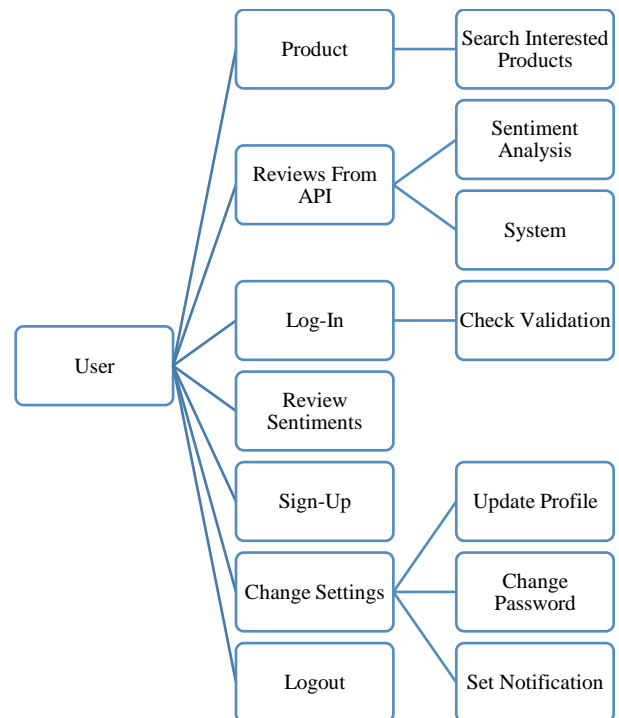 Product
Search Interested
Products
Reviews From
API
Sentiment
Analysis
System
User
Log-In
Check Validation
Review
Sentiments
Sign-Up
Change Settings
Update Profile
Change
Password
Set Notification
Logout